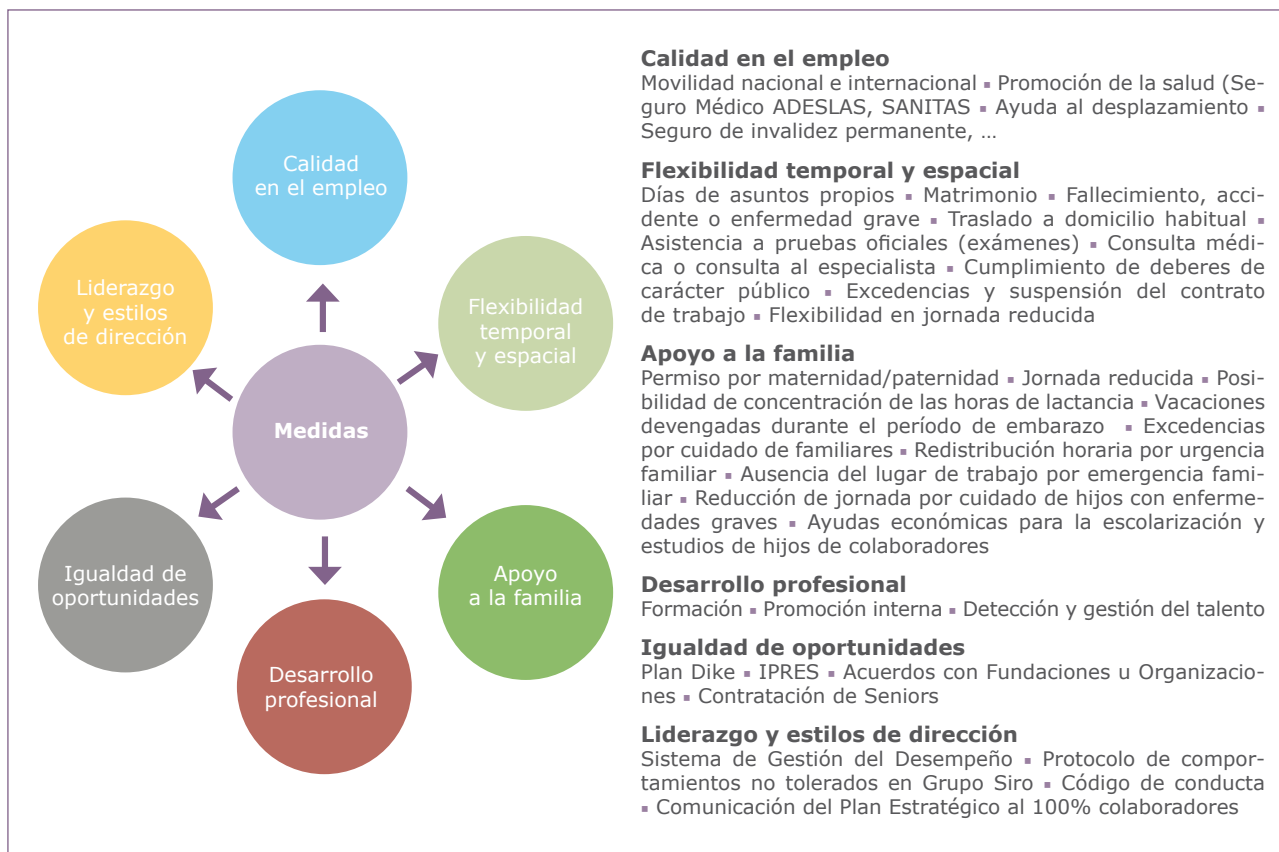 Calidad
en el empleo
Liderazgo
y estilos
de dirección
Flexibilidad
temporal
y espacial
Medidas
Igualdad de
oportunidades
Apoyo
a la familia
Desarrollo
profesional
Calidad en el empleo
Movilidad nacional e internacional ▪ Promoción de la salud (Se-
guro Médico ADESLAS, SANITAS ▪ Ayuda al desplazamiento ▪
Seguro de invalidez permanente, …
Flexibilidad temporal y espacial
Días de asuntos propios ▪ Matrimonio ▪ Fallecimiento, acci-
dente o enfermedad grave ▪ Traslado a domicilio habitual ▪
Asistencia a pruebas oficiales (exámenes) ▪ Consulta médi-
ca o consulta al especialista ▪ Cumplimiento de deberes de
carácter público ▪ Excedencias y suspensión del contrato
de trabajo ▪ Flexibilidad en jornada reducida
Apoyo a la familia
Permiso por maternidad/paternidad ▪ Jornada reducida ▪ Posi-
bilidad de concentración de las horas de lactancia ▪ Vacaciones
devengadas durante el período de embarazo ▪ Excedencias
por cuidado de familiares ▪ Redistribución horaria por urgencia
familiar ▪ Ausencia del lugar de trabajo por emergencia fami-
liar ▪ Reducción de jornada por cuidado de hijos con enferme-
dades graves ▪ Ayudas económicas para la escolarización y
estudios de hijos de colaboradores
Desarrollo profesional
Formación ▪ Promoción interna ▪ Detección y gestión del talento
Igualdad de oportunidades
Plan Dike ▪ IPRES ▪ Acuerdos con Fundaciones u Organizacio-
nes ▪ Contratación de Seniors
Liderazgo y estilos de dirección
Sistema de Gestión del Desempeño ▪ Protocolo de compor-
tamientos no tolerados en Grupo Siro ▪ Código de conducta
▪ Comunicación del Plan Estratégico al 100% colaboradores